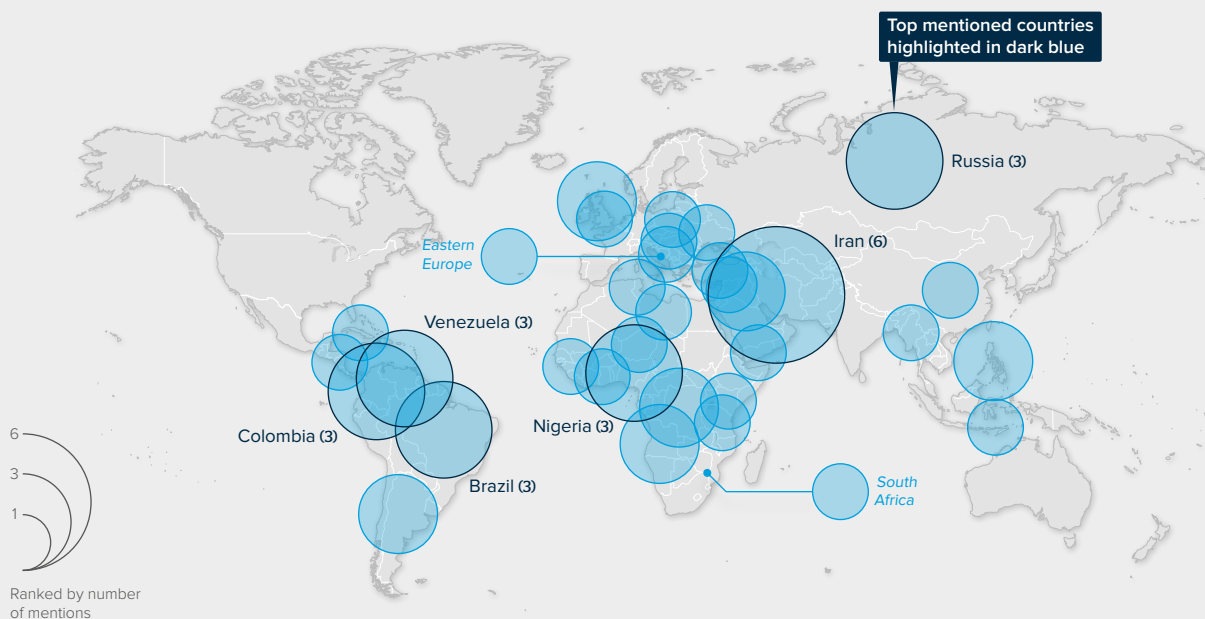 Top mentioned countries
highlighted in dark blue
Russia (3)
Iran (6)
Eastern
Europe
Venezuela (3)
Colombia (3)
Nigeria (3)
Brazil (3)
South
Africa
6
3
1
Ranked by number
of mentions